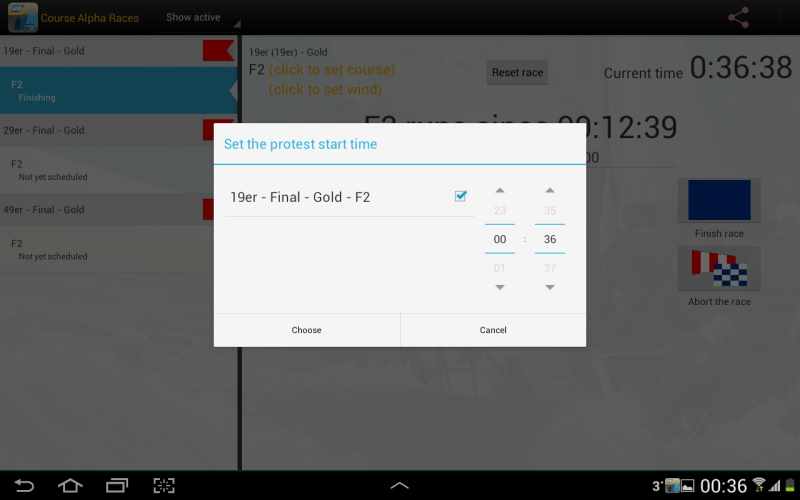 Course Alpha Races
Show active
19er - Final - Gold
F2
Finishing
29er - Final - Gold
F2
Not yet scheduled
49er - Final - Gold
F2
Not yet scheduled
19er (19er) - Gold
F2 (click to set course)
(click to set wind)
Reset race
Current time 0:36:38
F2 runs since 00:12:39
00
Set the protest start time
19er - Final - Gold - F2
23
35
00 : 36
01
37
Choose
Cancel
Finish race
Abort the race
3
00:36